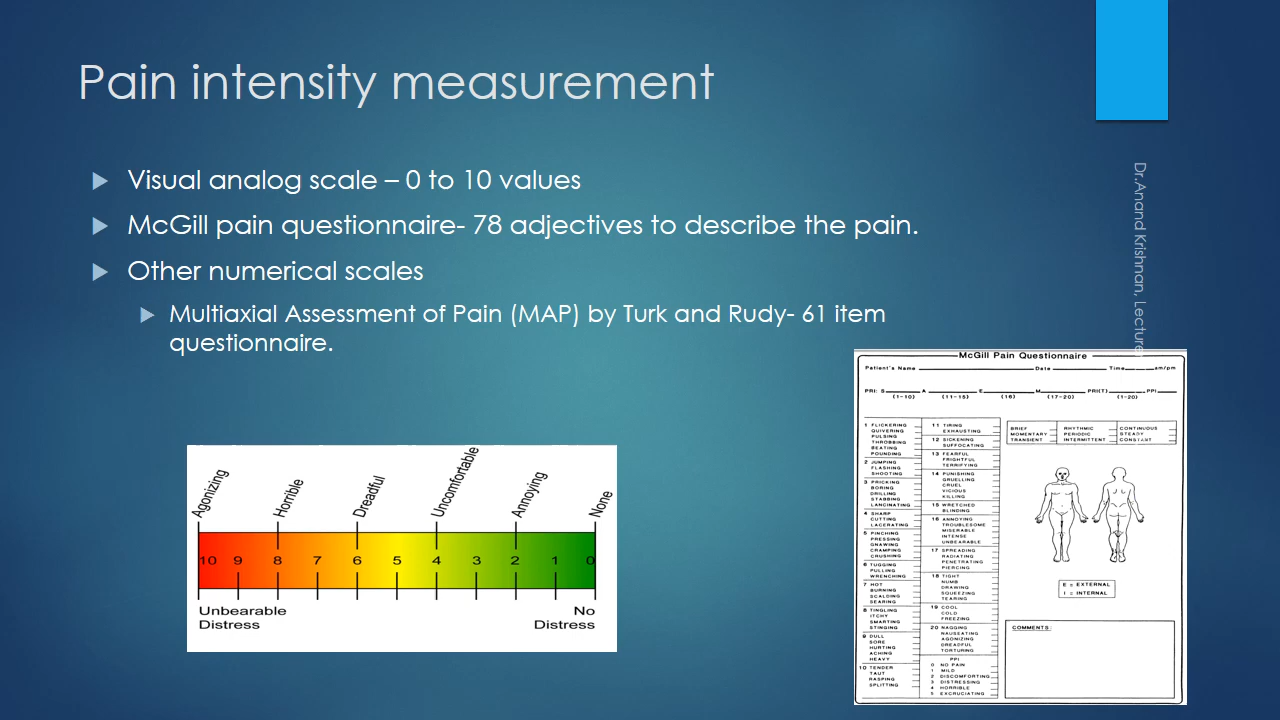 Pain intensity measurement
Visual analog scale – 0 to 10 values
McGill pain questionnaire- 78 adjectives to describe the pain.
Other numerical scales
Multiaxial Assessment of Pain (MAP) by Turk and Rudy- 61 item
questionnaire.
Dr.Anand Krishnan, Lecture
Agonizing Horrible Dreadful Uncomfortable Annoying None
10 9 8 7 6 5 4 3 2 1 0
Unbearable No
Distress Distress
McGill Pain Questionnaire
Patient's Name Date Time am/pm
PRI: S A E M PRI(T) PPI
(1-10) (11-15) (16) (17-20) (1-20)
1 FLICKERING
QUIVERING
PULSING
THROBBING
BEATING
POUNDING
2 JUMPING
FLASHING
SHOOTING
3 PRICKING
BORING
DRILLING
STABBING
LANCINATING
4 SHARP
CUTTING
LACERATING
5 PINCHING
PRESSING
GNAWING
CRAMPING
CRUSHING
6 TUGGING
PULLING
WRENCHING
7 HOT
BURNING
SCALDING
SEARING
8 TINGLING
ITCHY
SMARTING
STINGING
9 DULL
SORE
HURTING
ACHING
HEAVY
10 TENDER
TAUT
RASPING
SPLITTING
11 TIRING
EXHAUSTING
12 SICKENING
SUFFOCATING
13 FEARFUL
FRIGHTFUL
TERRIFYING
14 PUNISHING
GRUELLING
CRUEL
VICIOUS
KILLING
15 WRETCHED
BLINDING
16 ANNOYING
TROUBLESOME
MISERABLE
INTENSE
UNBEARABLE
17 SPREADING
RADIATING
PENETRATING
PIERCING
18 TIGHT
NUMB
DRAWING
SQUEEZING
TEARING
19 COOL
COLD
FREEZING
20 NAGGING
NAUSEATING
AGONIZING
DREADFUL
TORTURING
PPI
0 NO PAIN
1 MILD
2 DISCOMFORTING
3 DISTRESSING
4 HORRIBLE
5 EXCRUCIATING
BRIEF RHYTHMIC CONTINUOUS
MOMENTARY PERIODIC STEADY
TRANSIENT INTERMITTENT CONSTANT
E = EXTERNAL
I = INTERNAL
COMMENTS: